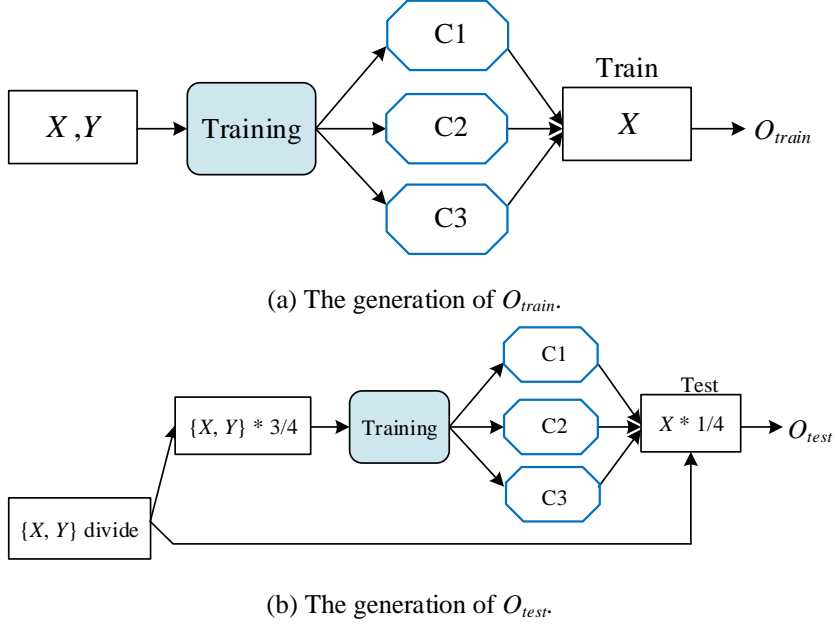 C1
Train
X ,Y
Training
C2
X
O_train
C3
(a) The generation of O_train.
C1
Test
{X, Y} * 3/4
Training
C2
X * 1/4
O_test
C3
{X, Y} divide
(b) The generation of O_test.